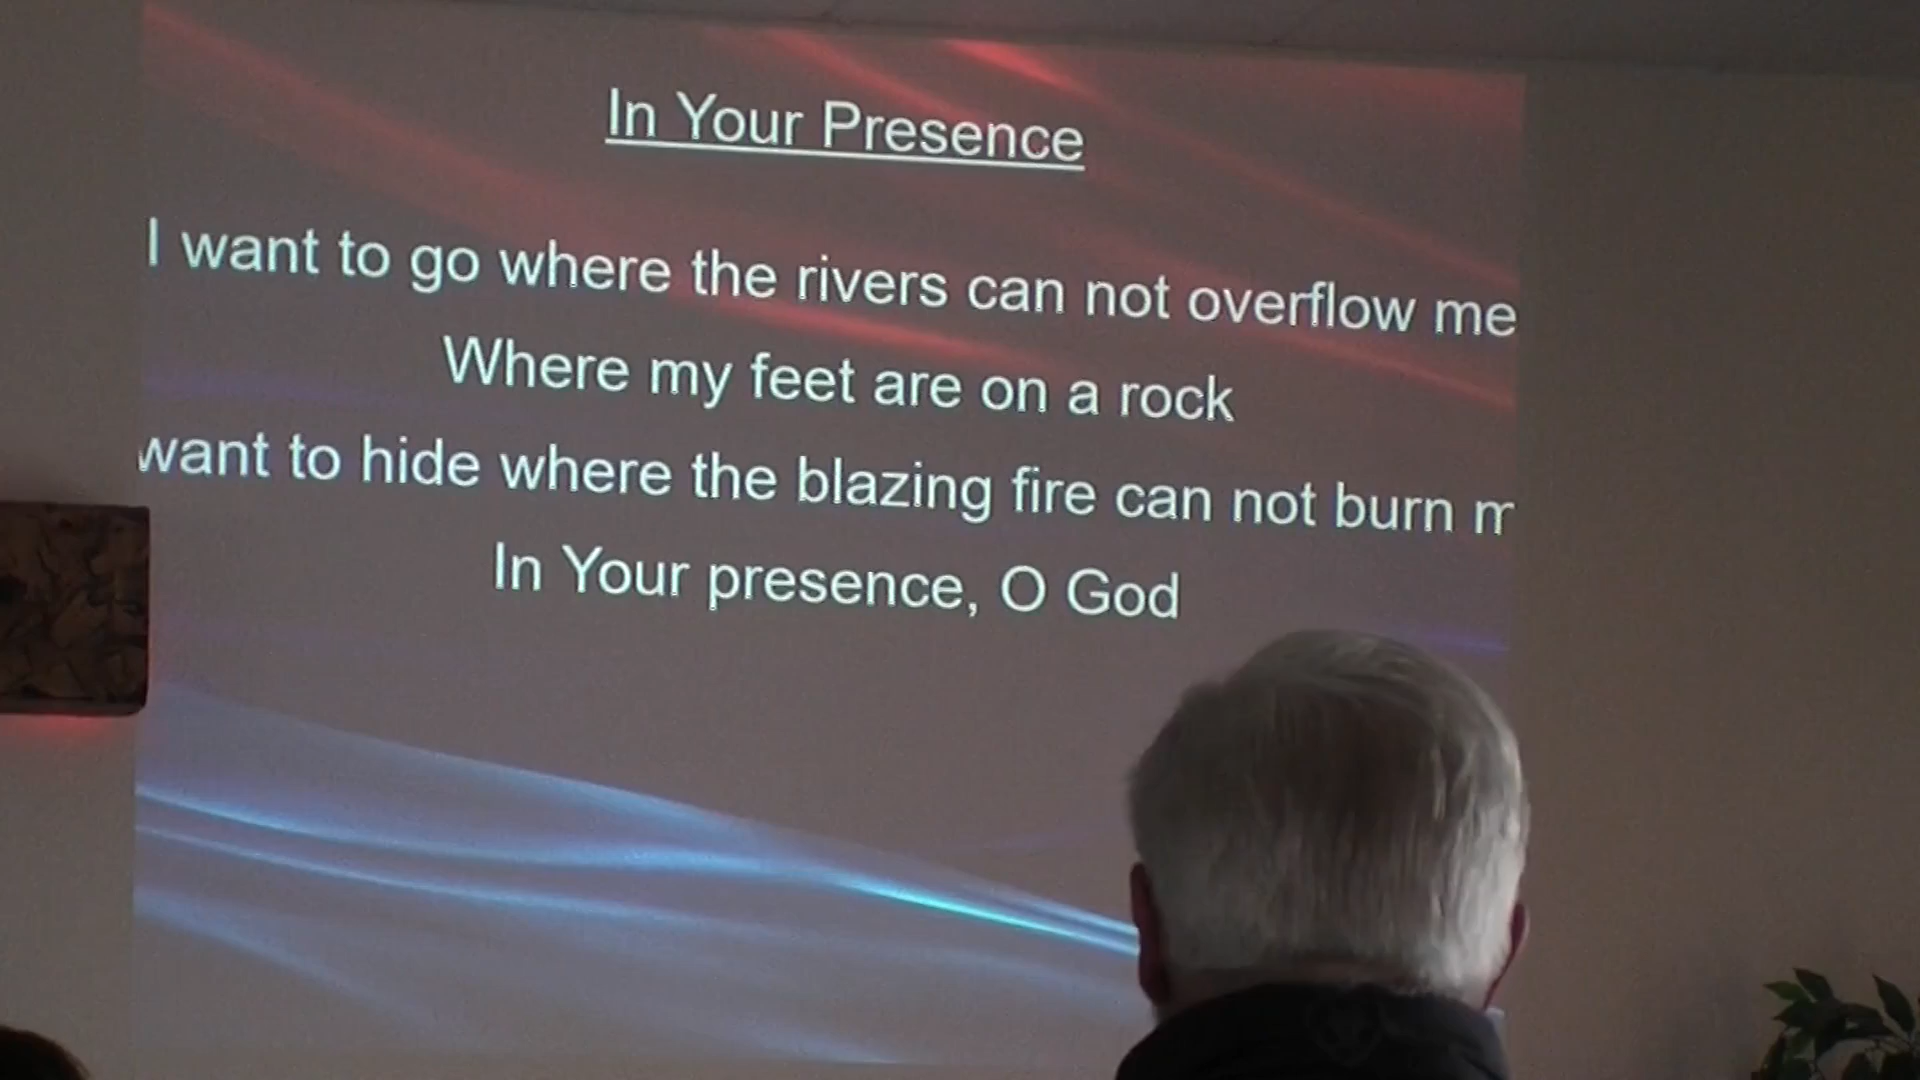 In Your Presence
I want to go where the rivers can not overflow me
Where my feet are on a rock
want to hide where the blazing fire can not burn m
In Your presence, O God